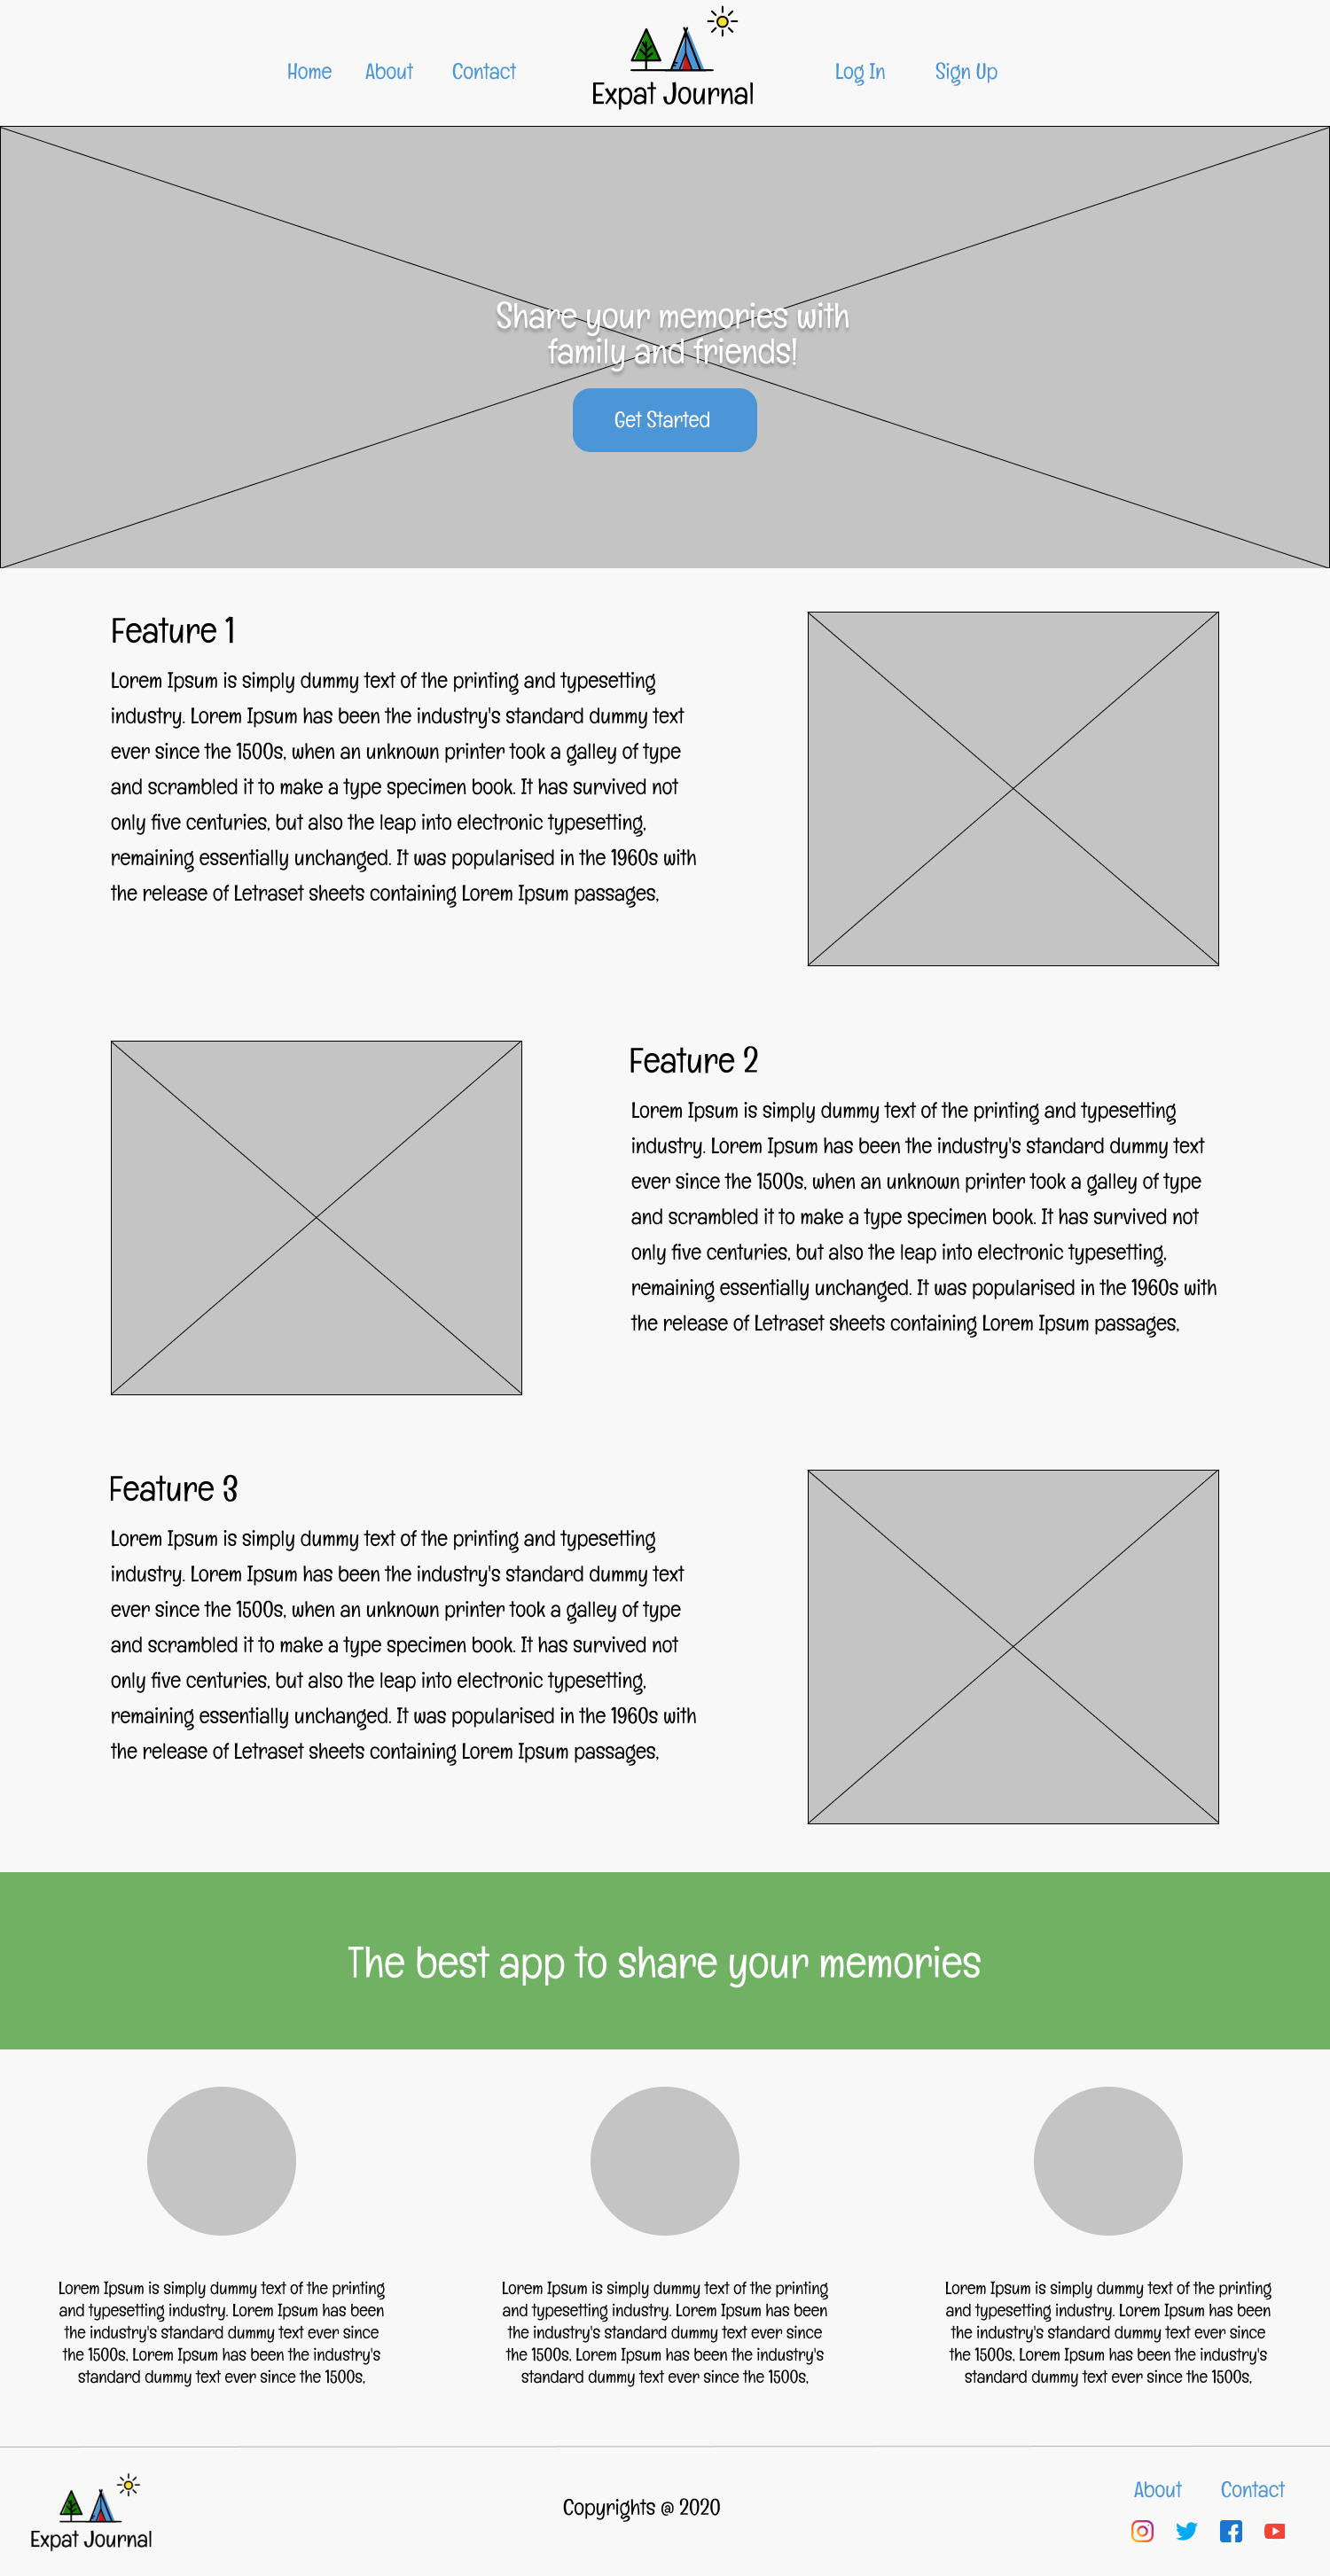 Home About Contact
Expat Journal
Log In Sign Up
Share your memories with
family and friends!
Get Started
Feature 1
Lorem Ipsum is simply dummy text of the printing and typesetting
industry. Lorem Ipsum has been the industry's standard dummy text
ever since the 1500s, when an unknown printer took a galley of type
and scrambled it to make a type specimen book. It has survived not
only five centuries, but also the leap into electronic typesetting,
remaining essentially unchanged. It was popularised in the 1960s with
the release of Letraset sheets containing Lorem Ipsum passages,
Feature 2
Lorem Ipsum is simply dummy text of the printing and typesetting
industry. Lorem Ipsum has been the industry's standard dummy text
ever since the 1500s, when an unknown printer took a galley of type
and scrambled it to make a type specimen book. It has survived not
only five centuries, but also the leap into electronic typesetting,
remaining essentially unchanged. It was popularised in the 1960s with
the release of Letraset sheets containing Lorem Ipsum passages,
Feature 3
Lorem Ipsum is simply dummy text of the printing and typesetting
industry. Lorem Ipsum has been the industry's standard dummy text
ever since the 1500s, when an unknown printer took a galley of type
and scrambled it to make a type specimen book. It has survived not
only five centuries, but also the leap into electronic typesetting,
remaining essentially unchanged. It was popularised in the 1960s with
the release of Letraset sheets containing Lorem Ipsum passages,
The best app to share your memories
Lorem Ipsum is simply dummy text of the printing
and typesetting industry. Lorem Ipsum has been
the industry's standard dummy text ever since
the 1500s, Lorem Ipsum has been the industry's
standard dummy text ever since the 1500s,
Lorem Ipsum is simply dummy text of the printing
and typesetting industry. Lorem Ipsum has been
the industry's standard dummy text ever since
the 1500s, Lorem Ipsum has been the industry's
standard dummy text ever since the 1500s,
Lorem Ipsum is simply dummy text of the printing
and typesetting industry. Lorem Ipsum has been
the industry's standard dummy text ever since
the 1500s, Lorem Ipsum has been the industry's
standard dummy text ever since the 1500s,
Expat Journal
Copyrights @ 2020
About Contact